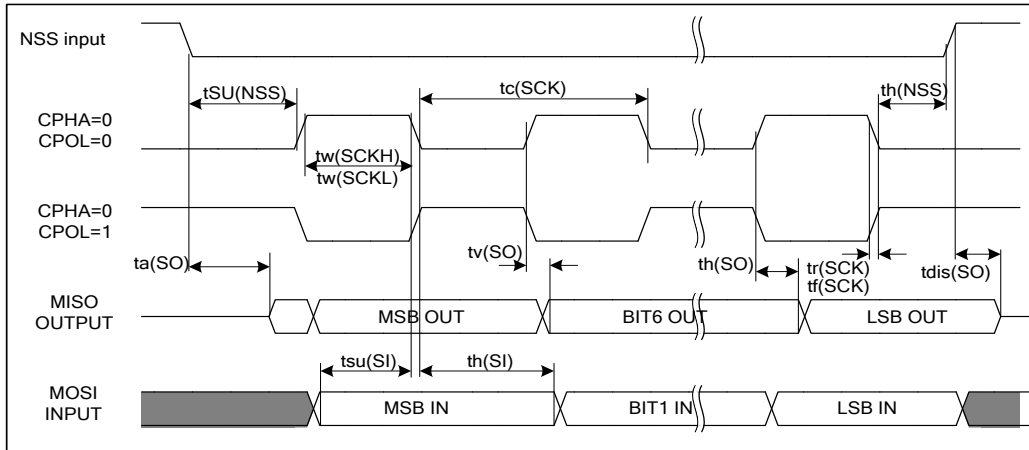 NSS input
tSU(NSS)
tc(SCK)
th(NSS)
CPHA=0
CPOL=0
tw(SCKH)
tw(SCKL)
CPHA=0
CPOL=1
ta(SO)
tv(SO)
th(SO)
tr(SCK)
tf(SCK)
tdis(SO)
MISO
OUTPUT
MSB OUT
BIT6 OUT
LSB OUT
tsu(SI)
th(SI)
MOSI
INPUT
MSB IN
BIT1 IN
LSB IN